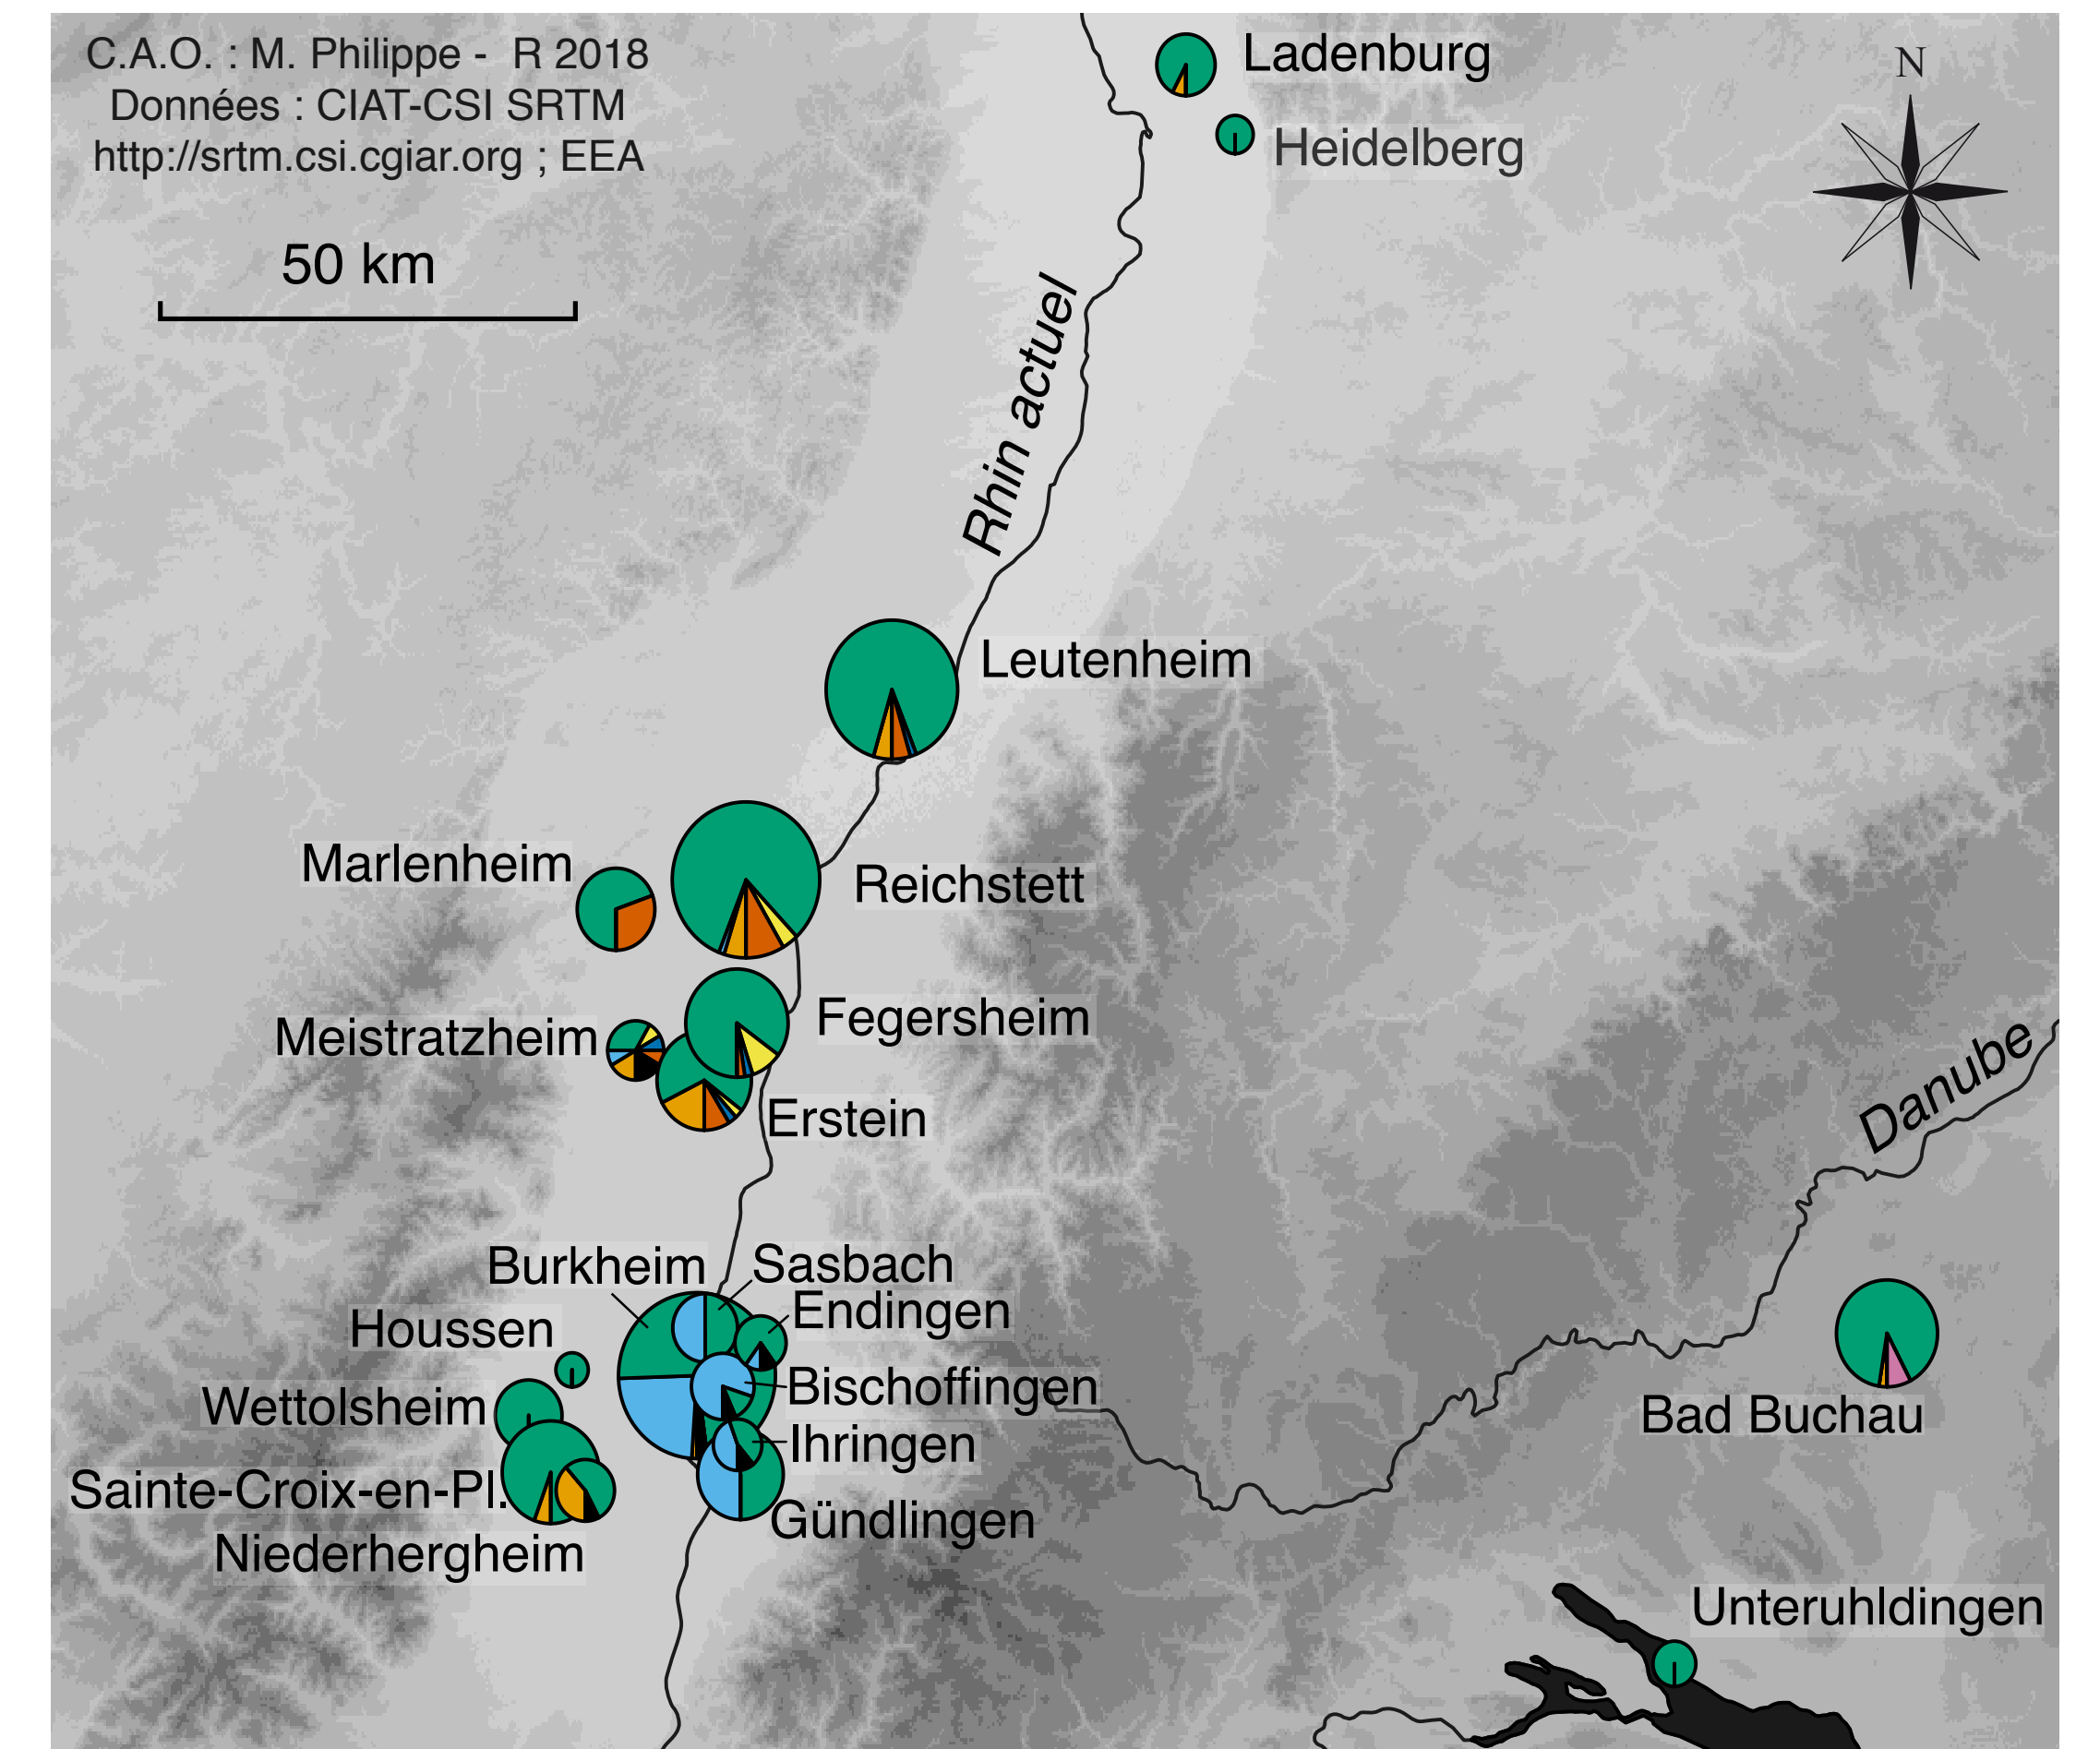 C.A.O. : M. Philippe -  R 2018
Données : CIAT-CSI SRTM
http://srtm.csi.cgiar.org ; EEA
50 km
Ladenburg
N
Heidelberg
Rhin actuel
Leutenheim
Marlenheim
Reichstett
Fegersheim
Meistratzheim
Erstein
Danube
Burkheim
Sasbach
Endingen
Houssen
Bischoffingen
Wettolsheim
Bad Buchau
Ihringen
Sainte-Croix-en-Pl.
Gündlingen
Niederhergheim
Unteruhldingen